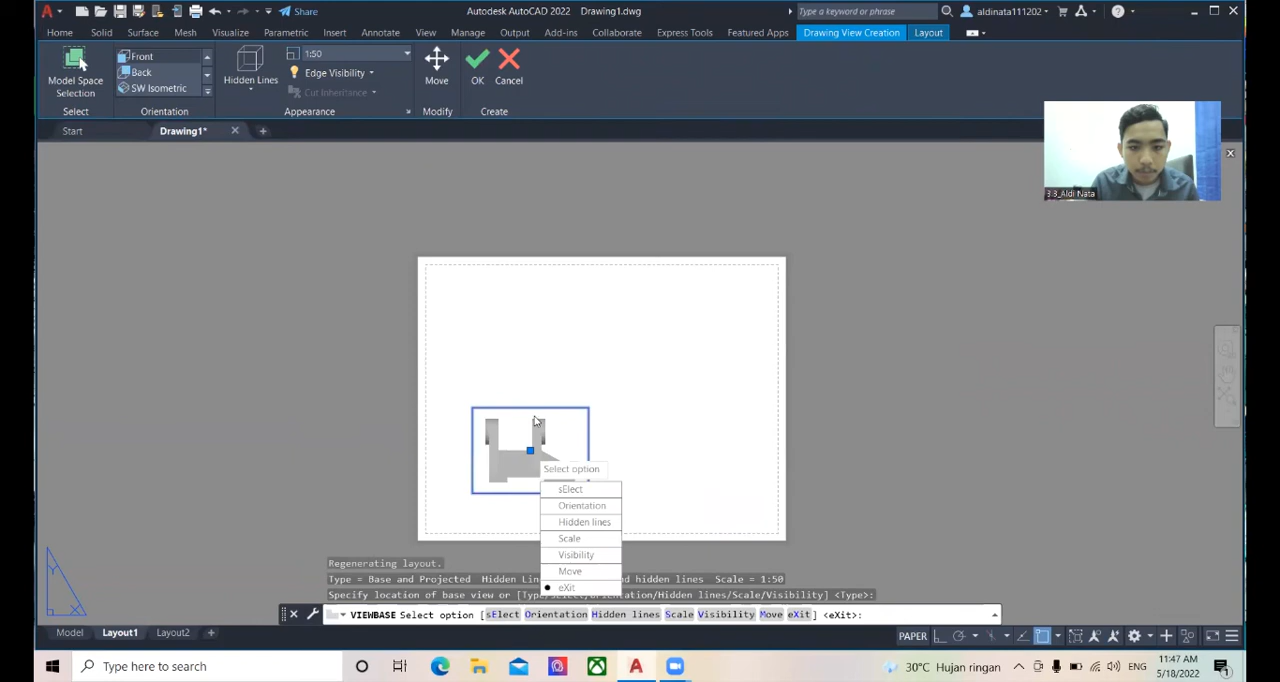 Share
Autodesk AutoCAD 2022 Drawing1.dwg
Type a keyword or phrase
aldinata111202
Home Solid Surface Mesh Visualize Parametric Insert Annotate View Manage Output Add-ins Collaborate Express Tools Featured Apps Drawing View Creation Layout
Model Space Selection
Select
Front
Back
SW Isometric
Orientation
Hidden Lines
1:50
Edge Visibility
Cut Inheritance
Appearance
Move
Modify
OK
Cancel
Create
Start
Drawing1*
3.B_Aldi Nata
Select option
sElect
Orientation
Hidden lines
Scale
Visibility
Move
eXit
Regenerating layout.
Type = Base and Projected Hidden Lin
nd hidden lines Scale = 1:50
Specify location of base view or [Type/sElect/Orientation/Hidden lines/Scale/Visibility] <Type>:
VIEWBASE Select option [sElect Orientation Hidden lines Scale Visibility Move eXit] <eXit>:
Model Layout1 Layout2
PAPER
Type here to search
30°C Hujan ringan
ENG
11:47 AM
5/18/2022